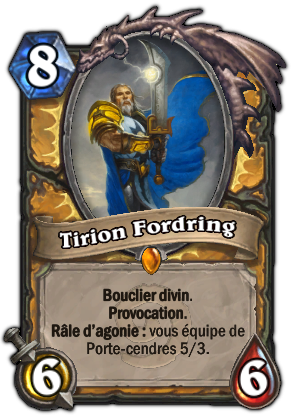 8
Tirion Fordring
Bouclier divin.
Provocation.
Râle d'agonie : vous équipe de
Porte-cendres 5/3.
6
6